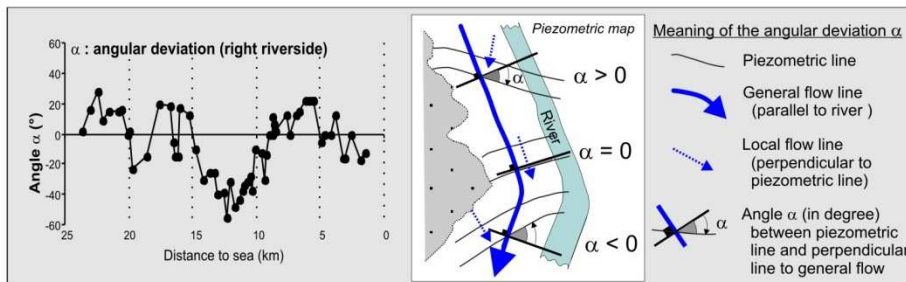 α : angular deviation (right riverside)
Angle α (°)
60
40
20
0
-20
-40
-60
25
20
15
10
5
0
Distance to sea (km)
Piezometric map
α > 0
α
River
α = 0
α < 0
Meaning of the angular deviation α
Piezometric line
General flow line
(parallel to river )
Local flow line
(perpendicular to
piezometric line)
α
Angle α (in degree)
between piezometric
line and perpendicular
line to general flow